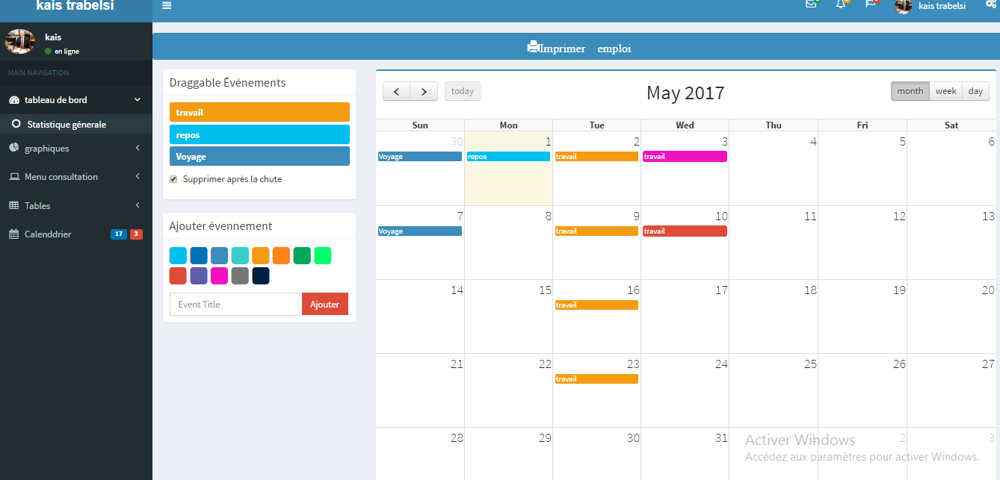 kais trabelsi
kais trabelsi
kais
en ligne
MAIN NAVIGATION
tableau de bord
Statistique génerale
graphiques
Menu consultation
Tables
Calenddrier 17 3
Imprimer emploi
Draggable Événements
travail
repos
Voyage
Supprimer après la chute
Ajouter évennement
Event Title Ajouter
today
May 2017
month week day
Sun Mon Tue Wed Thu Fri Sat
30 1 2 3 4 5 6
Voyage repos travail travail
7 8 9 10 11 12 13
Voyage travail travail
14 15 16 17 18 19 20
travail
21 22 23 24 25 26 27
travail
28 29 30 31 1 2 3
Activer Windows
Accédez aux paramètres pour activer Windows.